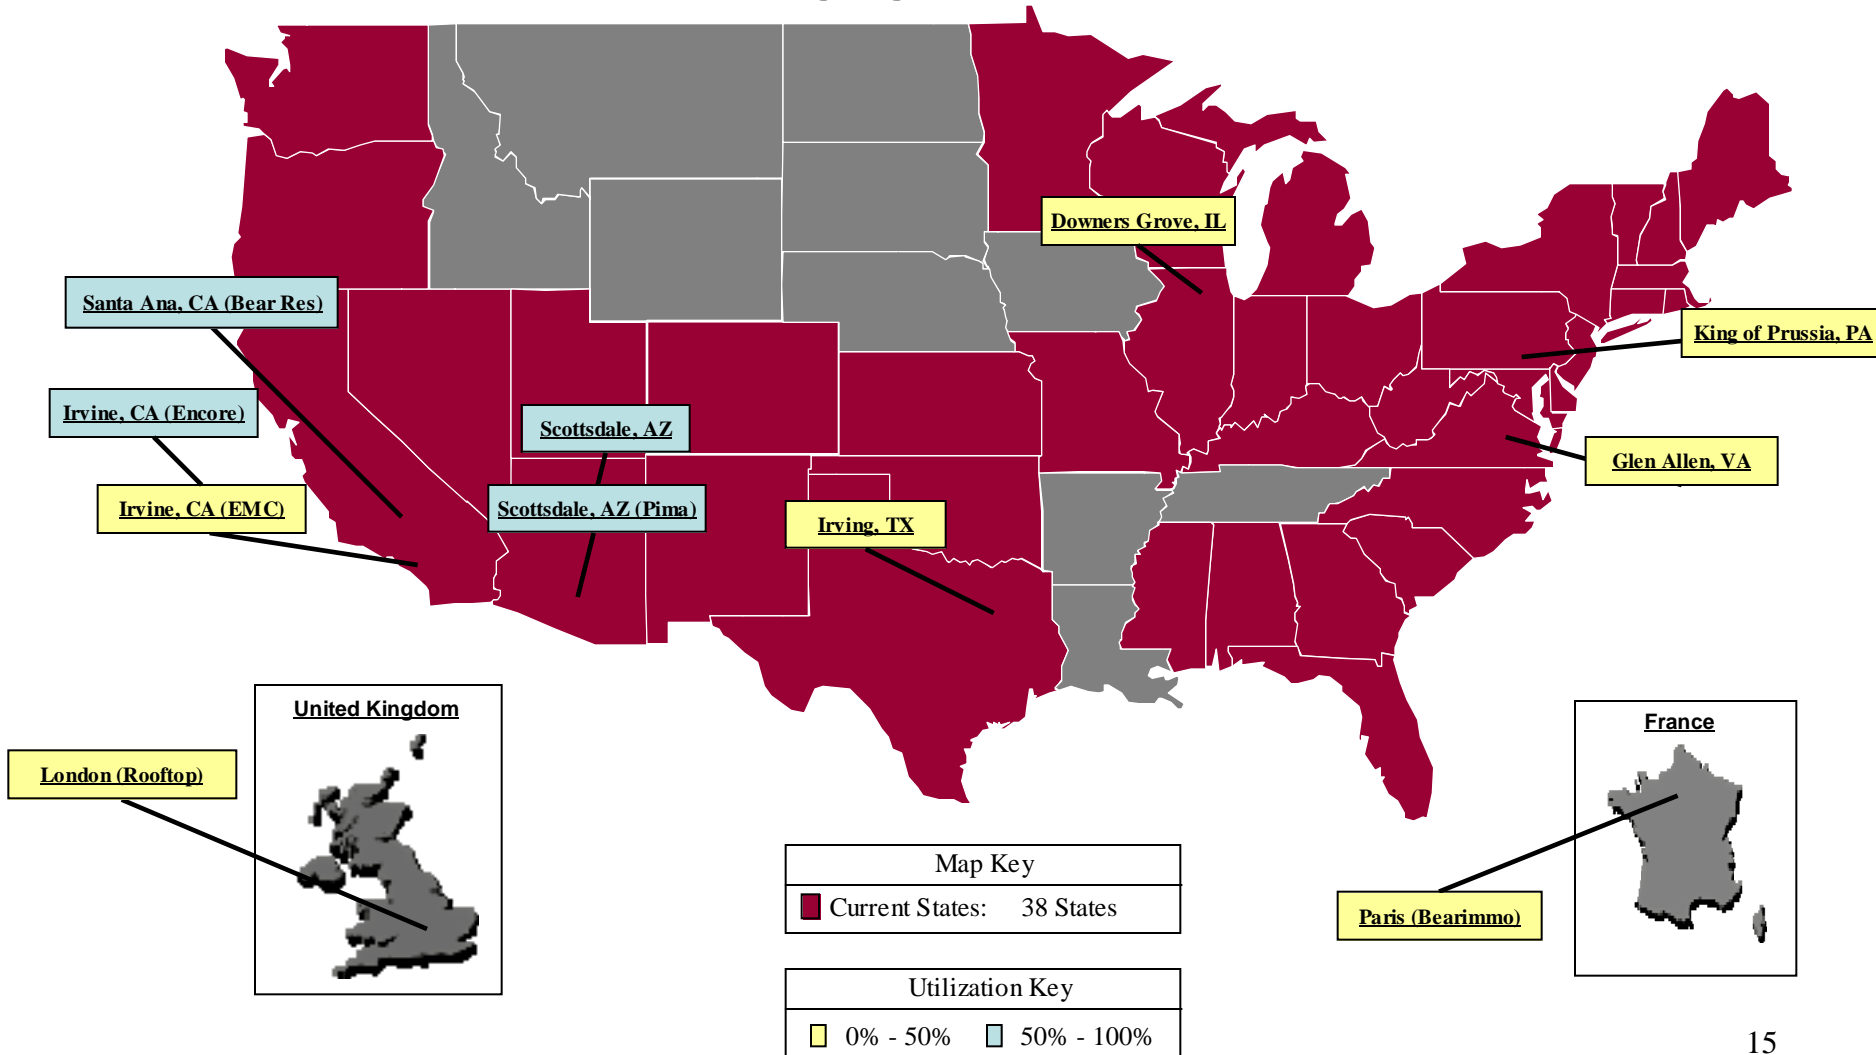 Downers Grove, IL
Santa Ana, CA (Bear Res)
King of Prussia, PA
Irvine, CA (Encore)
Scottsdale, AZ
Glen Allen, VA
Irvine, CA (EMC)
Scottsdale, AZ (Pima)
Irving, TX
United Kingdom
France
London (Rooftop)
Map Key
Current States: 38 States
Paris (Bearimmo)
Utilization Key
0% - 50% 50% - 100%
15